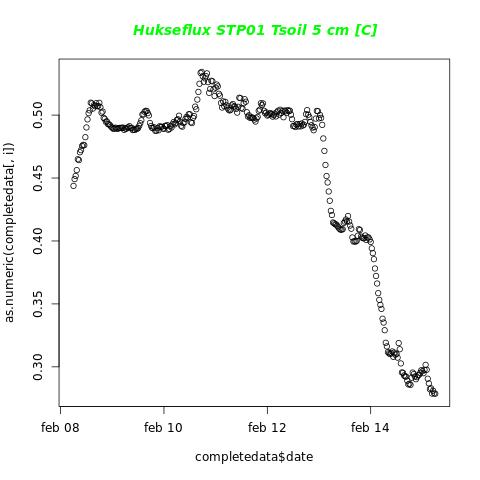 Hukseflux STP01 Tsoil 5 cm [C]
as.numeric(completedata[, i])
0.50
0.45
0.40
0.35
0.30
feb 08 feb 10 feb 12 feb 14
completedata$date